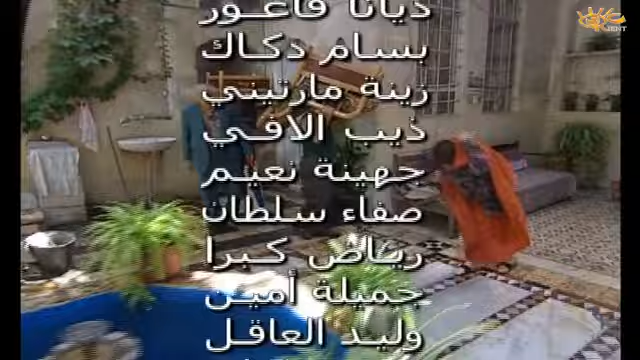 ديانا فاعور
بسام دكاك
زينة مارتيني
ذيب الافي
جهينة نعيم
صفاء سلطان
رياض كبرا
جميلة أمين
وليد العاقل